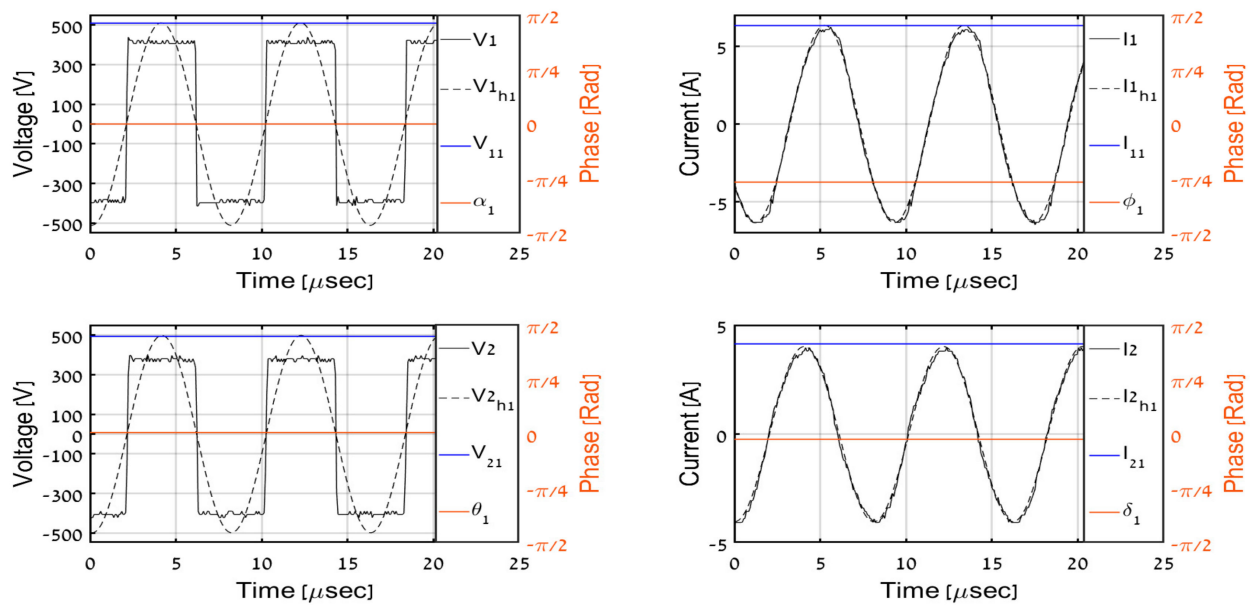 500
300
100
0
-100
-300
-500
Voltage [V]
0 5 10 15 20 25
Time [μsec]
V1
V1h1
V11
α1
π/2
π/4
0
-π/4
-π/2
Phase [Rad]
5
0
-5
Current [A]
0 5 10 15 20 25
Time [μsec]
I1
I1h1
I11
ϕ1
π/2
π/4
0
-π/4
-π/2
Phase [Rad]
500
300
100
0
-100
-300
-500
Voltage [V]
0 5 10 15 20 25
Time [μsec]
V2
V2h1
V21
θ1
π/2
π/4
0
-π/4
-π/2
Phase [Rad]
5
0
-5
Current [A]
0 5 10 15 20 25
Time [μsec]
I2
I2h1
I21
δ1
π/2
π/4
0
-π/4
-π/2
Phase [Rad]